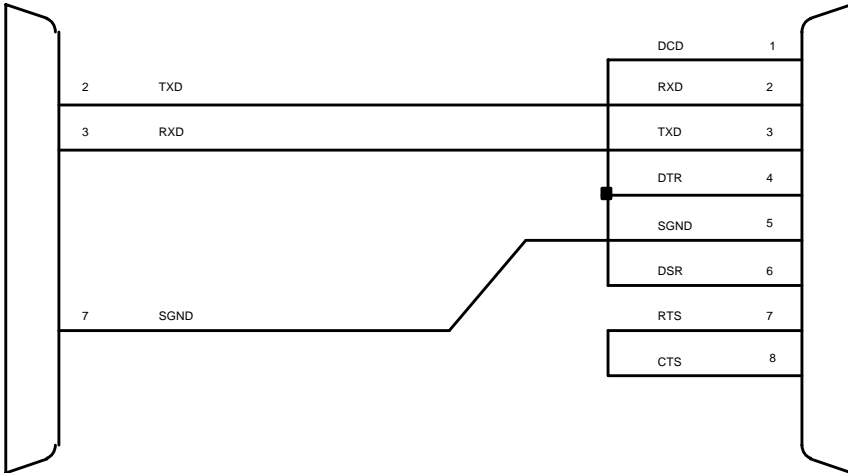 DCD 1
2 TXD RXD 2
3 RXD TXD 3
DTR 4
SGND 5
DSR 6
7 SGND RTS 7
CTS 8